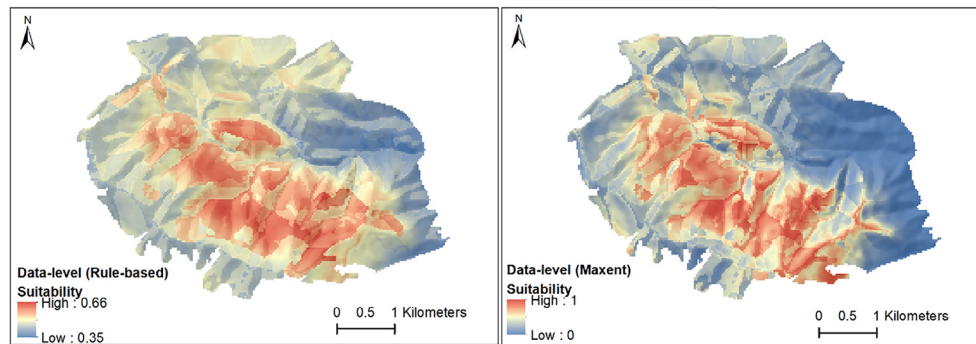 N
Data-level (Rule-based)
Suitability
High : 0.66
Low : 0.35
0 0.5 1 Kilometers
N
Data-level (Maxent)
Suitability
High : 1
Low : 0
0 0.5 1 Kilometers